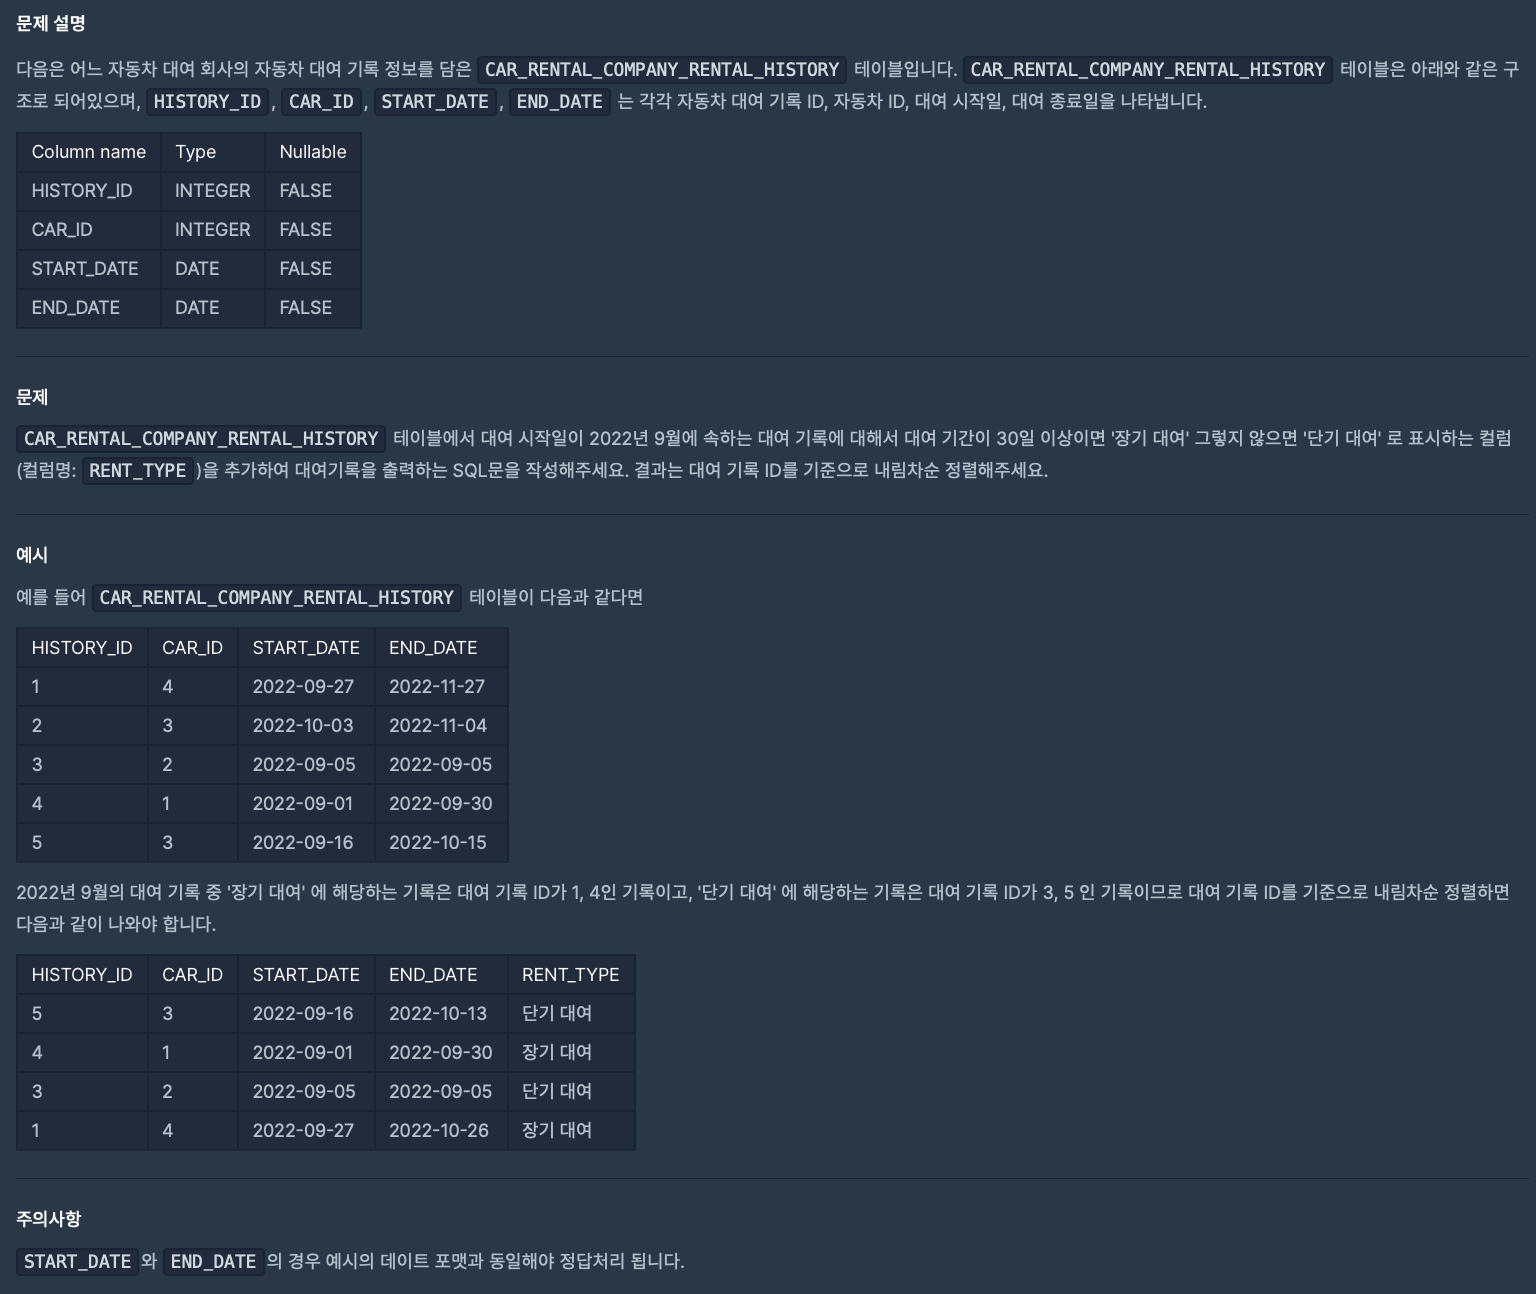 문제 설명
다음은 어느 자동차 대여 회사의 자동차 대여 기록 정보를 담은 CAR_RENTAL_COMPANY_RENTAL_HISTORY 테이블입니다. CAR_RENTAL_COMPANY_RENTAL_HISTORY 테이블은 아래와 같은 구
조로 되어있으며, HISTORY_ID, CAR_ID, START_DATE, END_DATE 는 각각 자동차 대여 기록 ID, 자동차 ID, 대여 시작일, 대여 종료일을 나타냅니다.
Column name Type Nullable
HISTORY_ID INTEGER FALSE
CAR_ID INTEGER FALSE
START_DATE DATE FALSE
END_DATE DATE FALSE
문제
CAR_RENTAL_COMPANY_RENTAL_HISTORY 테이블에서 대여 시작일이 2022년 9월에 속하는 대여 기록에 대해서 대여 기간이 30일 이상이면 '장기 대여' 그렇지 않으면 '단기 대여' 로 표시하는 컬럼
(컬럼명: RENT_TYPE)을 추가하여 대여기록을 출력하는 SQL문을 작성해주세요. 결과는 대여 기록 ID를 기준으로 내림차순 정렬해주세요.
예시
예를 들어 CAR_RENTAL_COMPANY_RENTAL_HISTORY 테이블이 다음과 같다면
HISTORY_ID CAR_ID START_DATE END_DATE
1 4 2022-09-27 2022-11-27
2 3 2022-10-03 2022-11-04
3 2 2022-09-05 2022-09-05
4 1 2022-09-01 2022-09-30
5 3 2022-09-16 2022-10-15
2022년 9월의 대여 기록 중 '장기 대여' 에 해당하는 기록은 대여 기록 ID가 1, 4인 기록이고, '단기 대여' 에 해당하는 기록은 대여 기록 ID가 3, 5 인 기록이므로 대여 기록 ID를 기준으로 내림차순 정렬하면
다음과 같이 나와야 합니다.
HISTORY_ID CAR_ID START_DATE END_DATE RENT_TYPE
5 3 2022-09-16 2022-10-13 단기 대여
4 1 2022-09-01 2022-09-30 장기 대여
3 2 2022-09-05 2022-09-05 단기 대여
1 4 2022-09-27 2022-10-26 장기 대여
주의사항
START_DATE와 END_DATE의 경우 예시의 데이트 포맷과 동일해야 정답처리 됩니다.